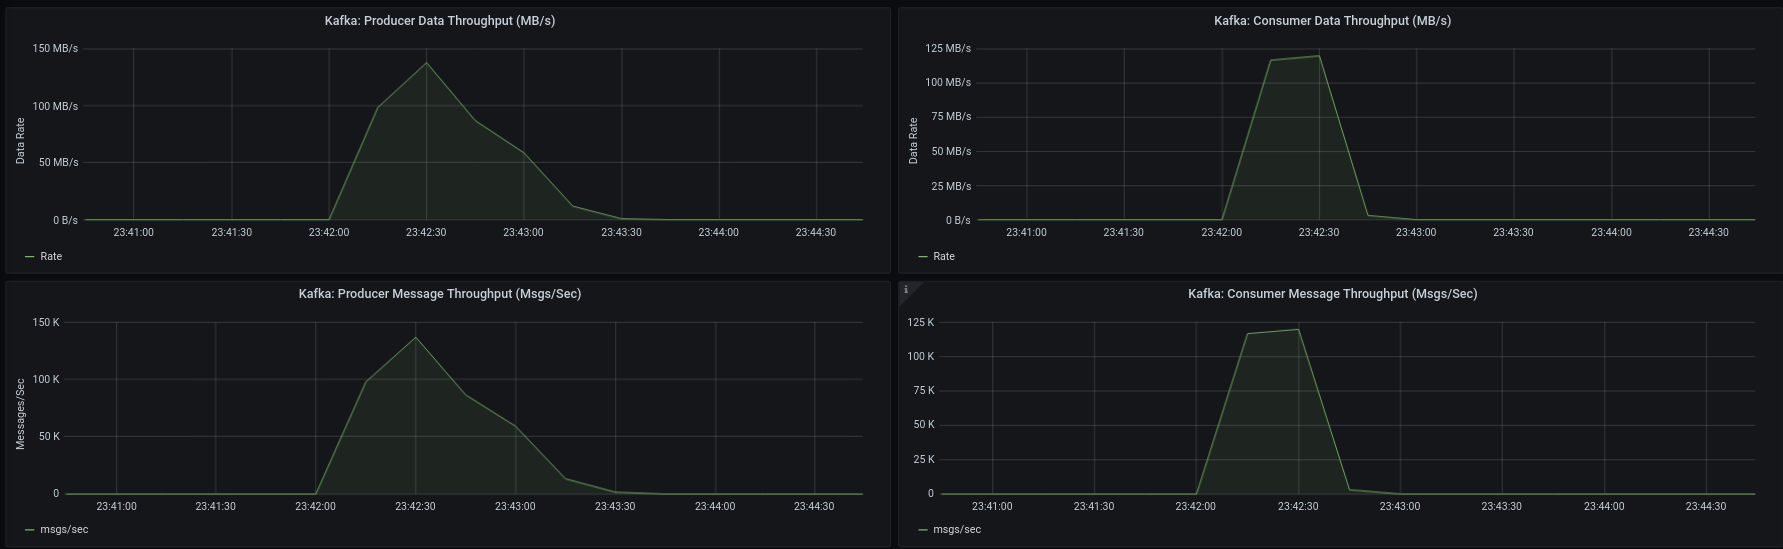 Kafka: Producer Data Throughput (MB/s)
150 MB/s
100 MB/s
50 MB/s
0 B/s
Data Rate
23:41:00 23:41:30 23:42:00 23:42:30 23:43:00 23:43:30 23:44:00 23:44:30
Rate
Kafka: Consumer Data Throughput (MB/s)
125 MB/s
100 MB/s
75 MB/s
50 MB/s
25 MB/s
0 B/s
Data Rate
23:41:00 23:41:30 23:42:00 23:42:30 23:43:00 23:43:30 23:44:00 23:44:30
Rate
Kafka: Producer Message Throughput (Msgs/Sec)
150 K
100 K
50 K
0
Messages/Sec
23:41:00 23:41:30 23:42:00 23:42:30 23:43:00 23:43:30 23:44:00 23:44:30
msgs/sec
i
Kafka: Consumer Message Throughput (Msgs/Sec)
125 K
100 K
75 K
50 K
25 K
0
23:41:00 23:41:30 23:42:00 23:42:30 23:43:00 23:43:30 23:44:00 23:44:30
msgs/sec